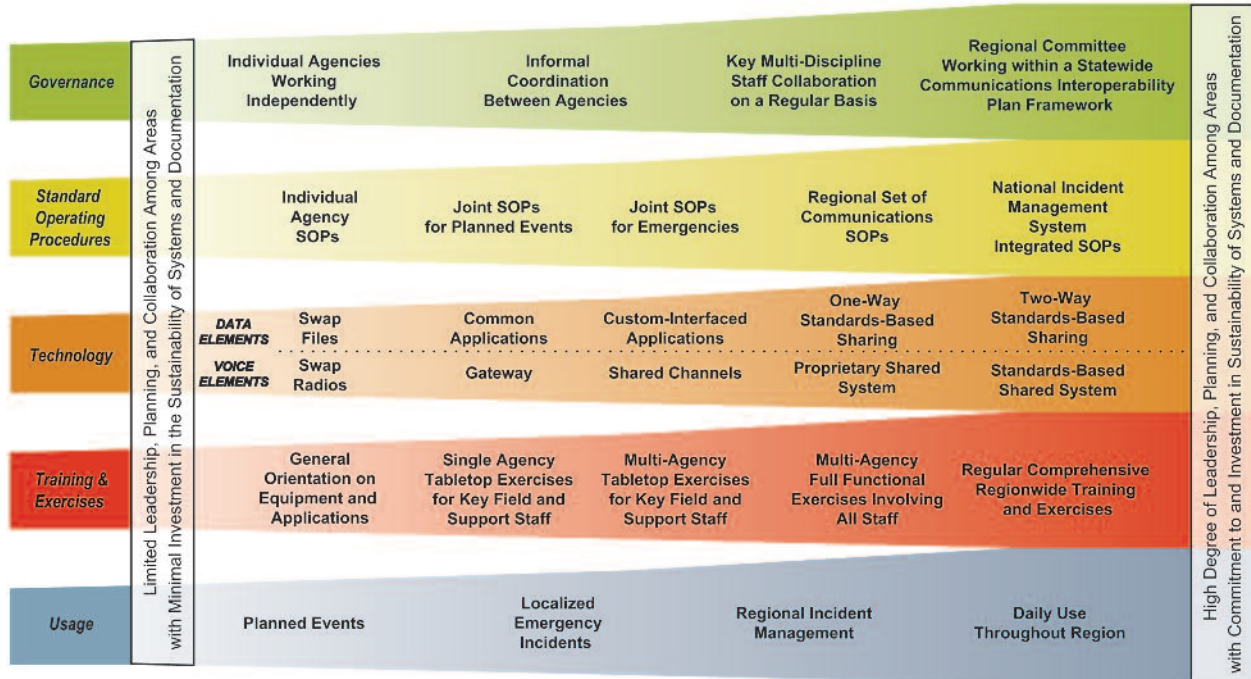 Limited Leadership, Planning, and Collaboration Among Areas
with Minimal Investment in the Sustainability of Systems and Documentation
Governance
Individual Agencies
Working
Independently
Informal
Coordination
Between Agencies
Key Multi-Discipline
Staff Collaboration
on a Regular Basis
Regional Committee
Working within a Statewide
Communications Interoperability
Plan Framework
Standard
Operating
Procedures
Individual
Agency
SOPs
Joint SOPs
for Planned Events
Joint SOPs
for Emergencies
Regional Set of
Communications
SOPs
National Incident
Management
System
Integrated SOPs
Technology
DATA
ELEMENTS
Swap
Files
Common
Applications
Custom-Interfaced
Applications
One-Way
Standards-Based
Sharing
Two-Way
Standards-Based
Sharing
VOICE
ELEMENTS
Swap
Radios
Gateway
Shared Channels
Proprietary Shared
System
Standards-Based
Shared System
Training &
Exercises
General
Orientation on
Equipment and
Applications
Single Agency
Tabletop Exercises
for Key Field and
Support Staff
Multi-Agency
Tabletop Exercises
for Key Field and
Support Staff
Multi-Agency
Full Functional
Exercises Involving
All Staff
Regular Comprehensive
Regionwide Training
and Exercises
Usage
Planned Events
Localized
Emergency
Incidents
Regional Incident
Management
Daily Use
Throughout Region
High Degree of Leadership, Planning, and Collaboration Among Areas
with Commitment to and Investment in Sustainability of Systems and Documentation